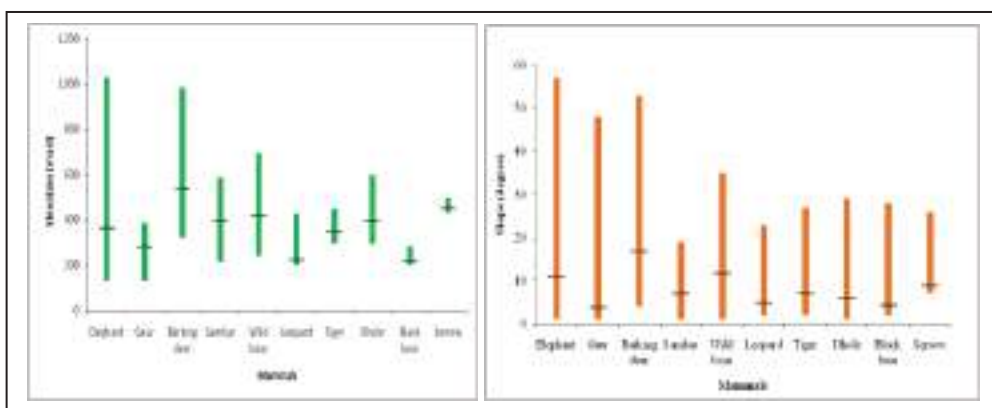 1,200
1,000
800
600
400
200
0
Elephant Gaur Barking deer Sambar Wild boar Leopard Tiger Dhole Black bear
Mammals
60
50
40
30
20
10
0
Slope (degrees)
Elephant Gaur Barking deer Sambar Wild boar Leopard Tiger Dhole Black bear
Mammals